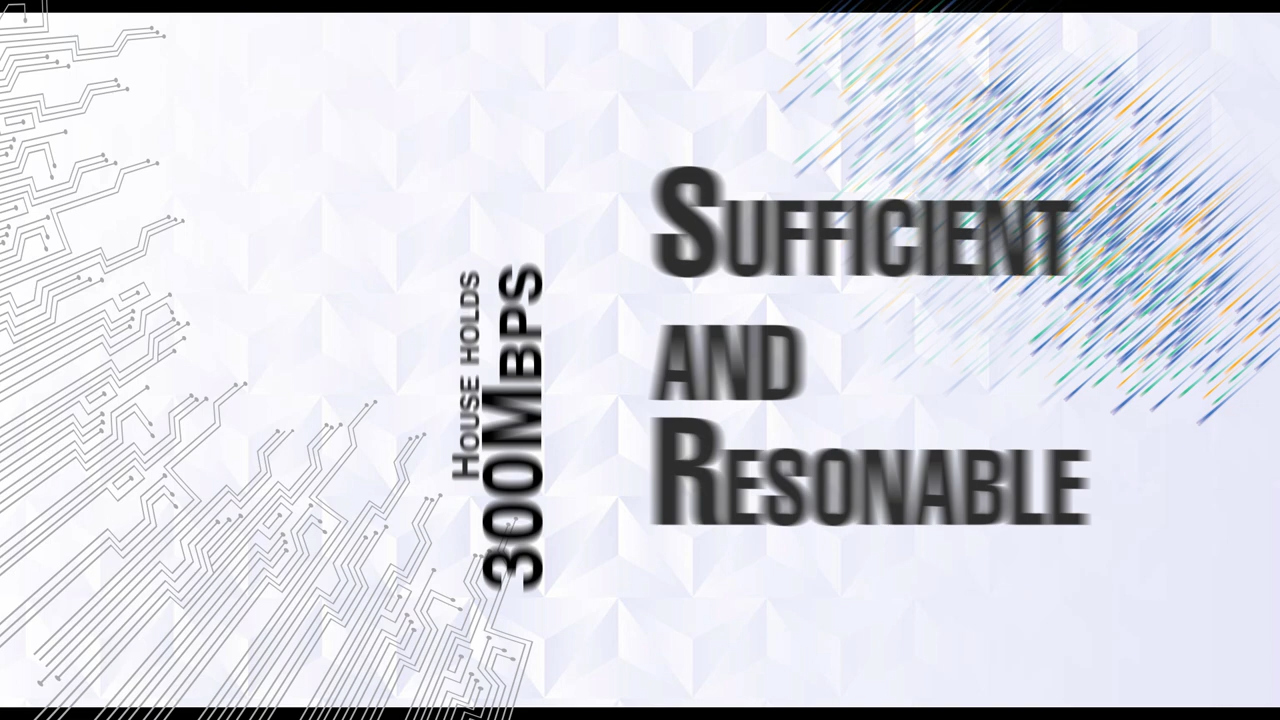 House holds
300Mbps
Sufficient
and
Resonable